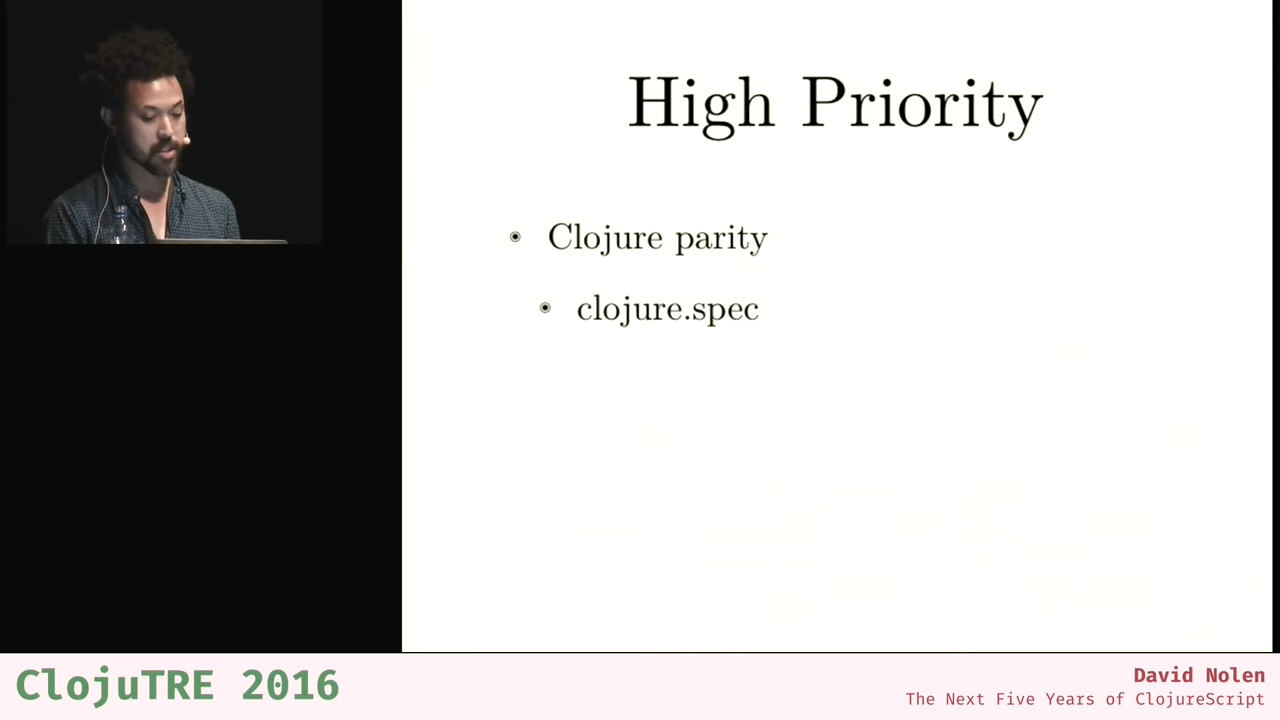 High Priority
Clojure parity
clojure.spec
ClojuTRE 2016
David Nolen
The Next Five Years of ClojureScript